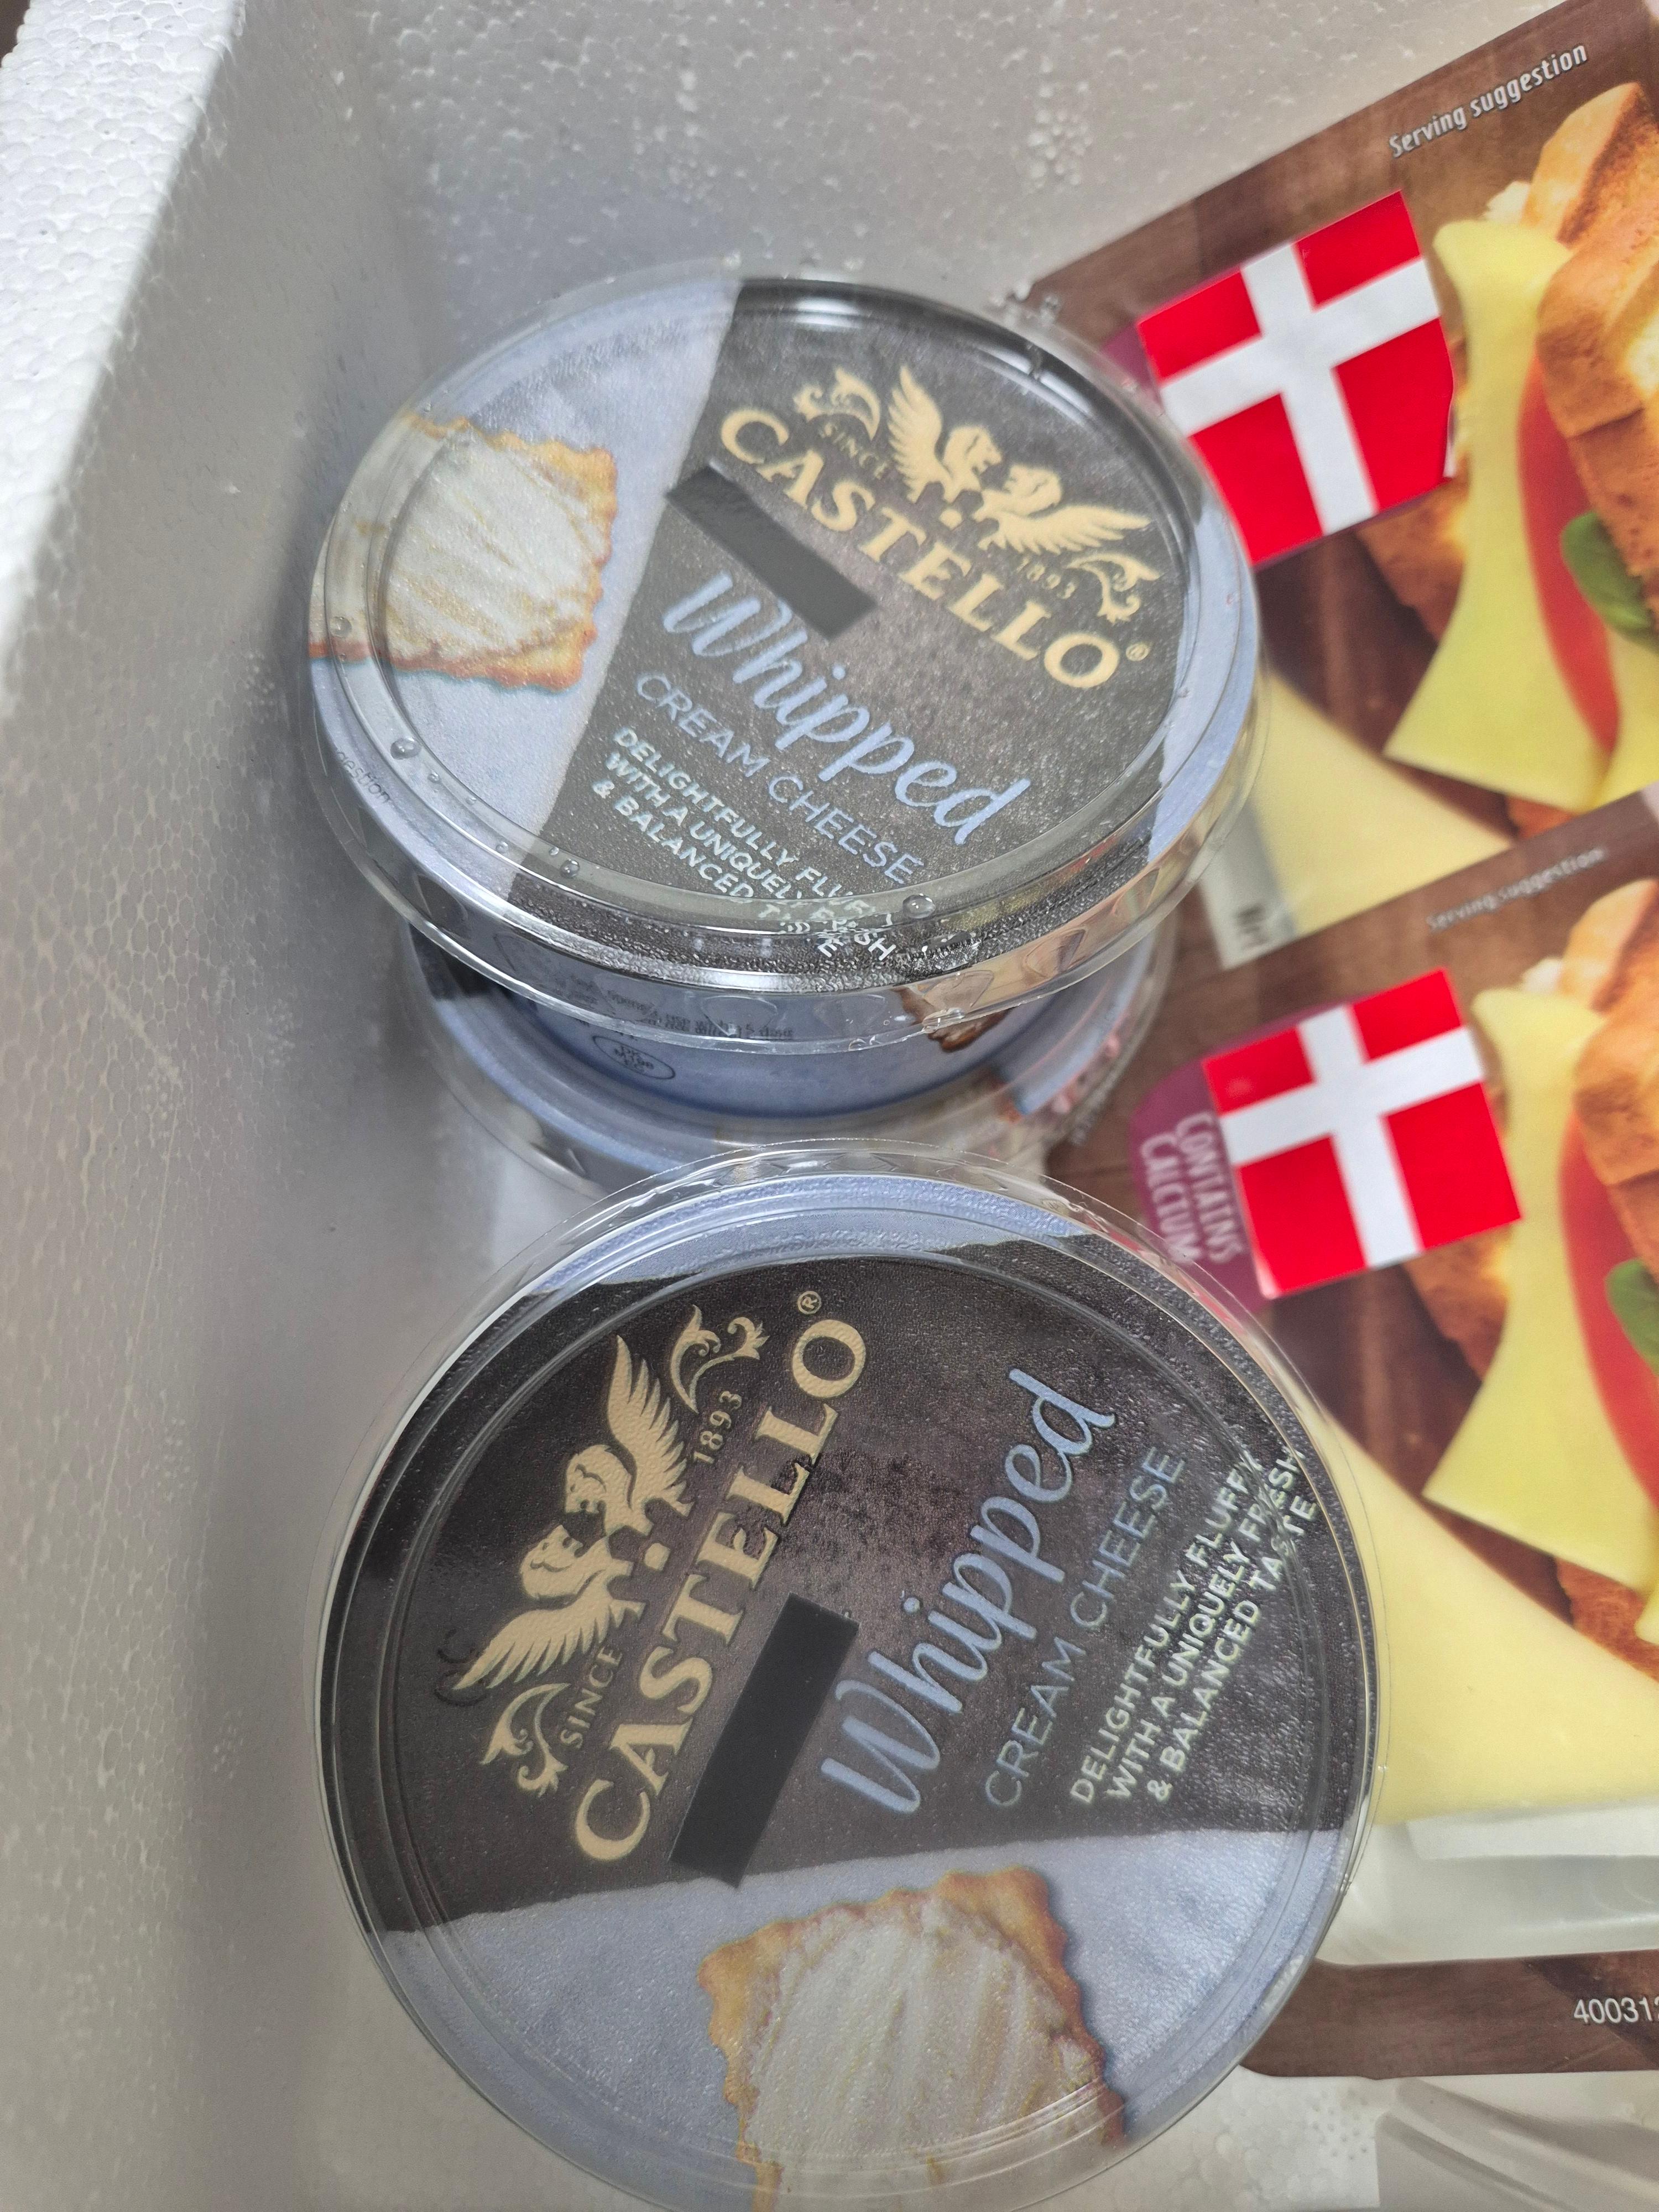 Serving suggestion
SINCE 1893
CASTELLO®
Whipped
CREAM CHEESE
DELIGHTFULLY FLUFFY
WITH A UNIQUELY FRESH
& BALANCED TASTE
Serving suggestion
CONTAINS
CALCIUM
SINCE 1893
CASTELLO®
Whipped
CREAM CHEESE
DELIGHTFULLY FLUFFY
WITH A UNIQUELY FRESH
& BALANCED TASTE